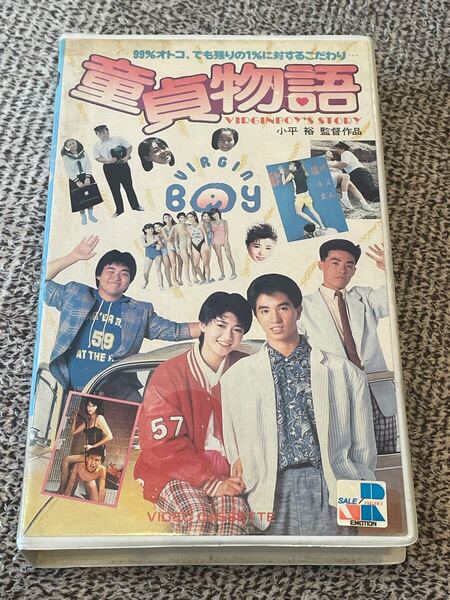 99%オトコ、でも残りの1%に対するこだわり…
童貞物語
VIRGINBOY'S STORY
小平 裕 監督作品
VIRGIN
BOY
59
AT THE
57
VIDEO CASSETTE
SALE
EMOTION